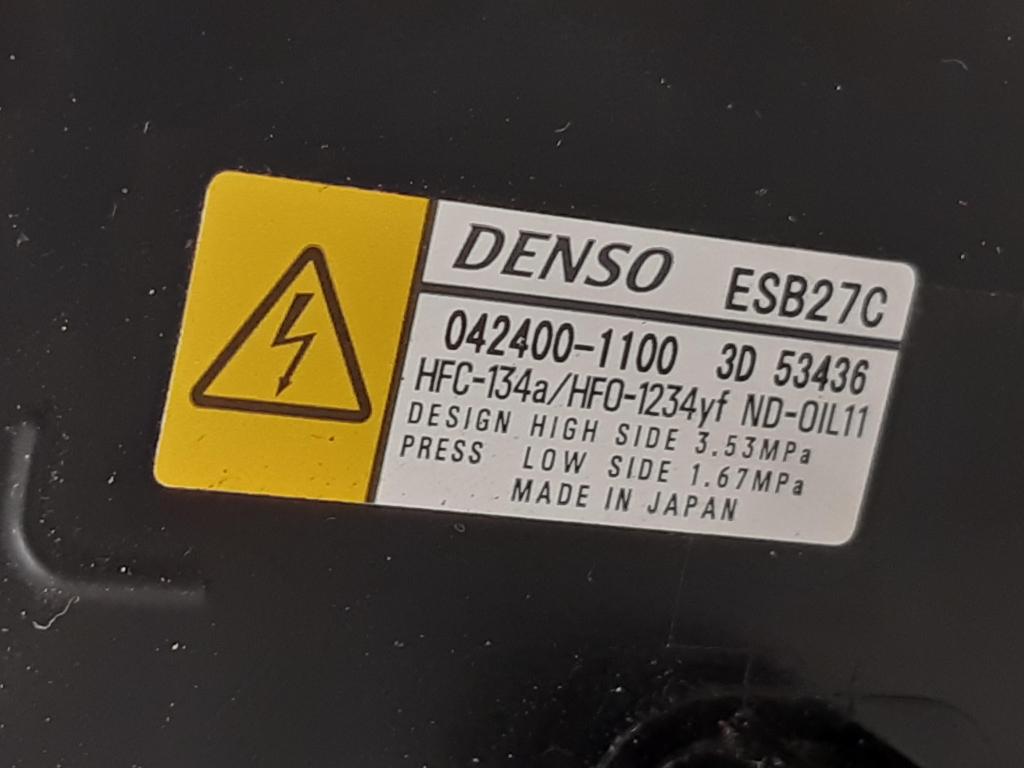 DENSO ESB27C
042400-1100 3D 53436
HFC-134a/HFO-1234yf ND-OIL11
DESIGN HIGH SIDE 3.53MPa
PRESS LOW SIDE 1.67MPa
MADE IN JAPAN